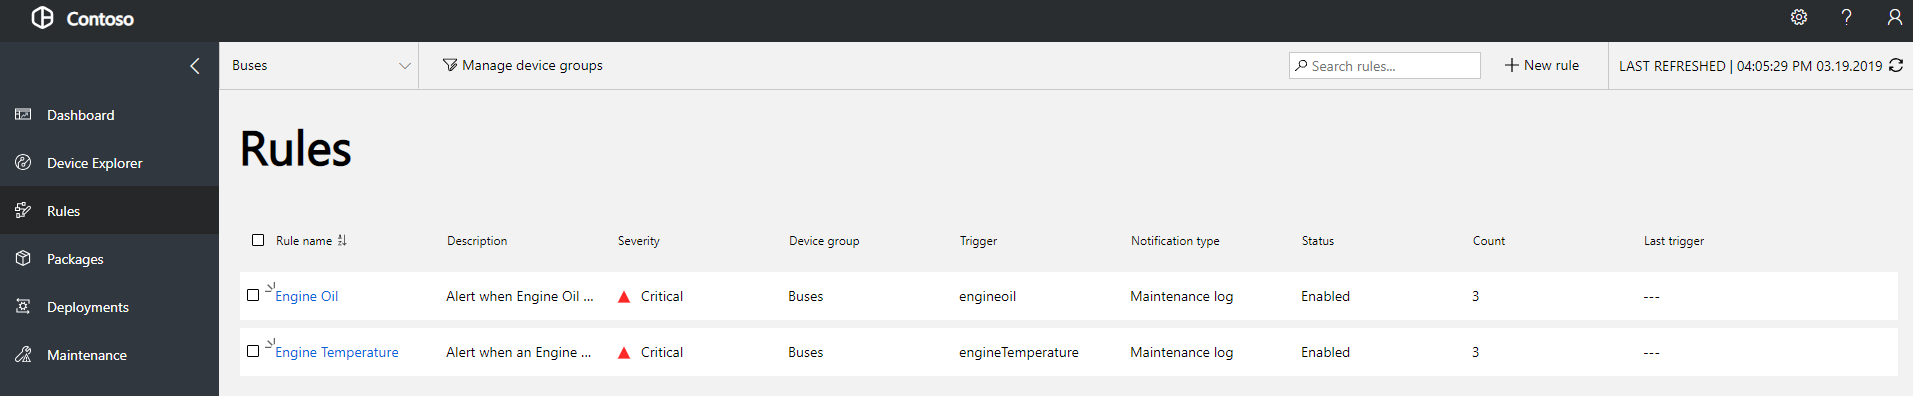 Contoso
?
Buses
Manage device groups
Search rules...
New rule
LAST REFRESHED | 04:05:29 PM 03.19.2019
Dashboard
Device Explorer
Rules
Packages
Deployments
Maintenance
Rules
Rule name Description Severity Device group Trigger Notification type Status Count Last trigger
Engine Oil Alert when Engine Oil ... Critical Buses engineoil Maintenance log Enabled 3 ---
Engine Temperature Alert when an Engine ... Critical Buses engineTemperature Maintenance log Enabled 3 ---